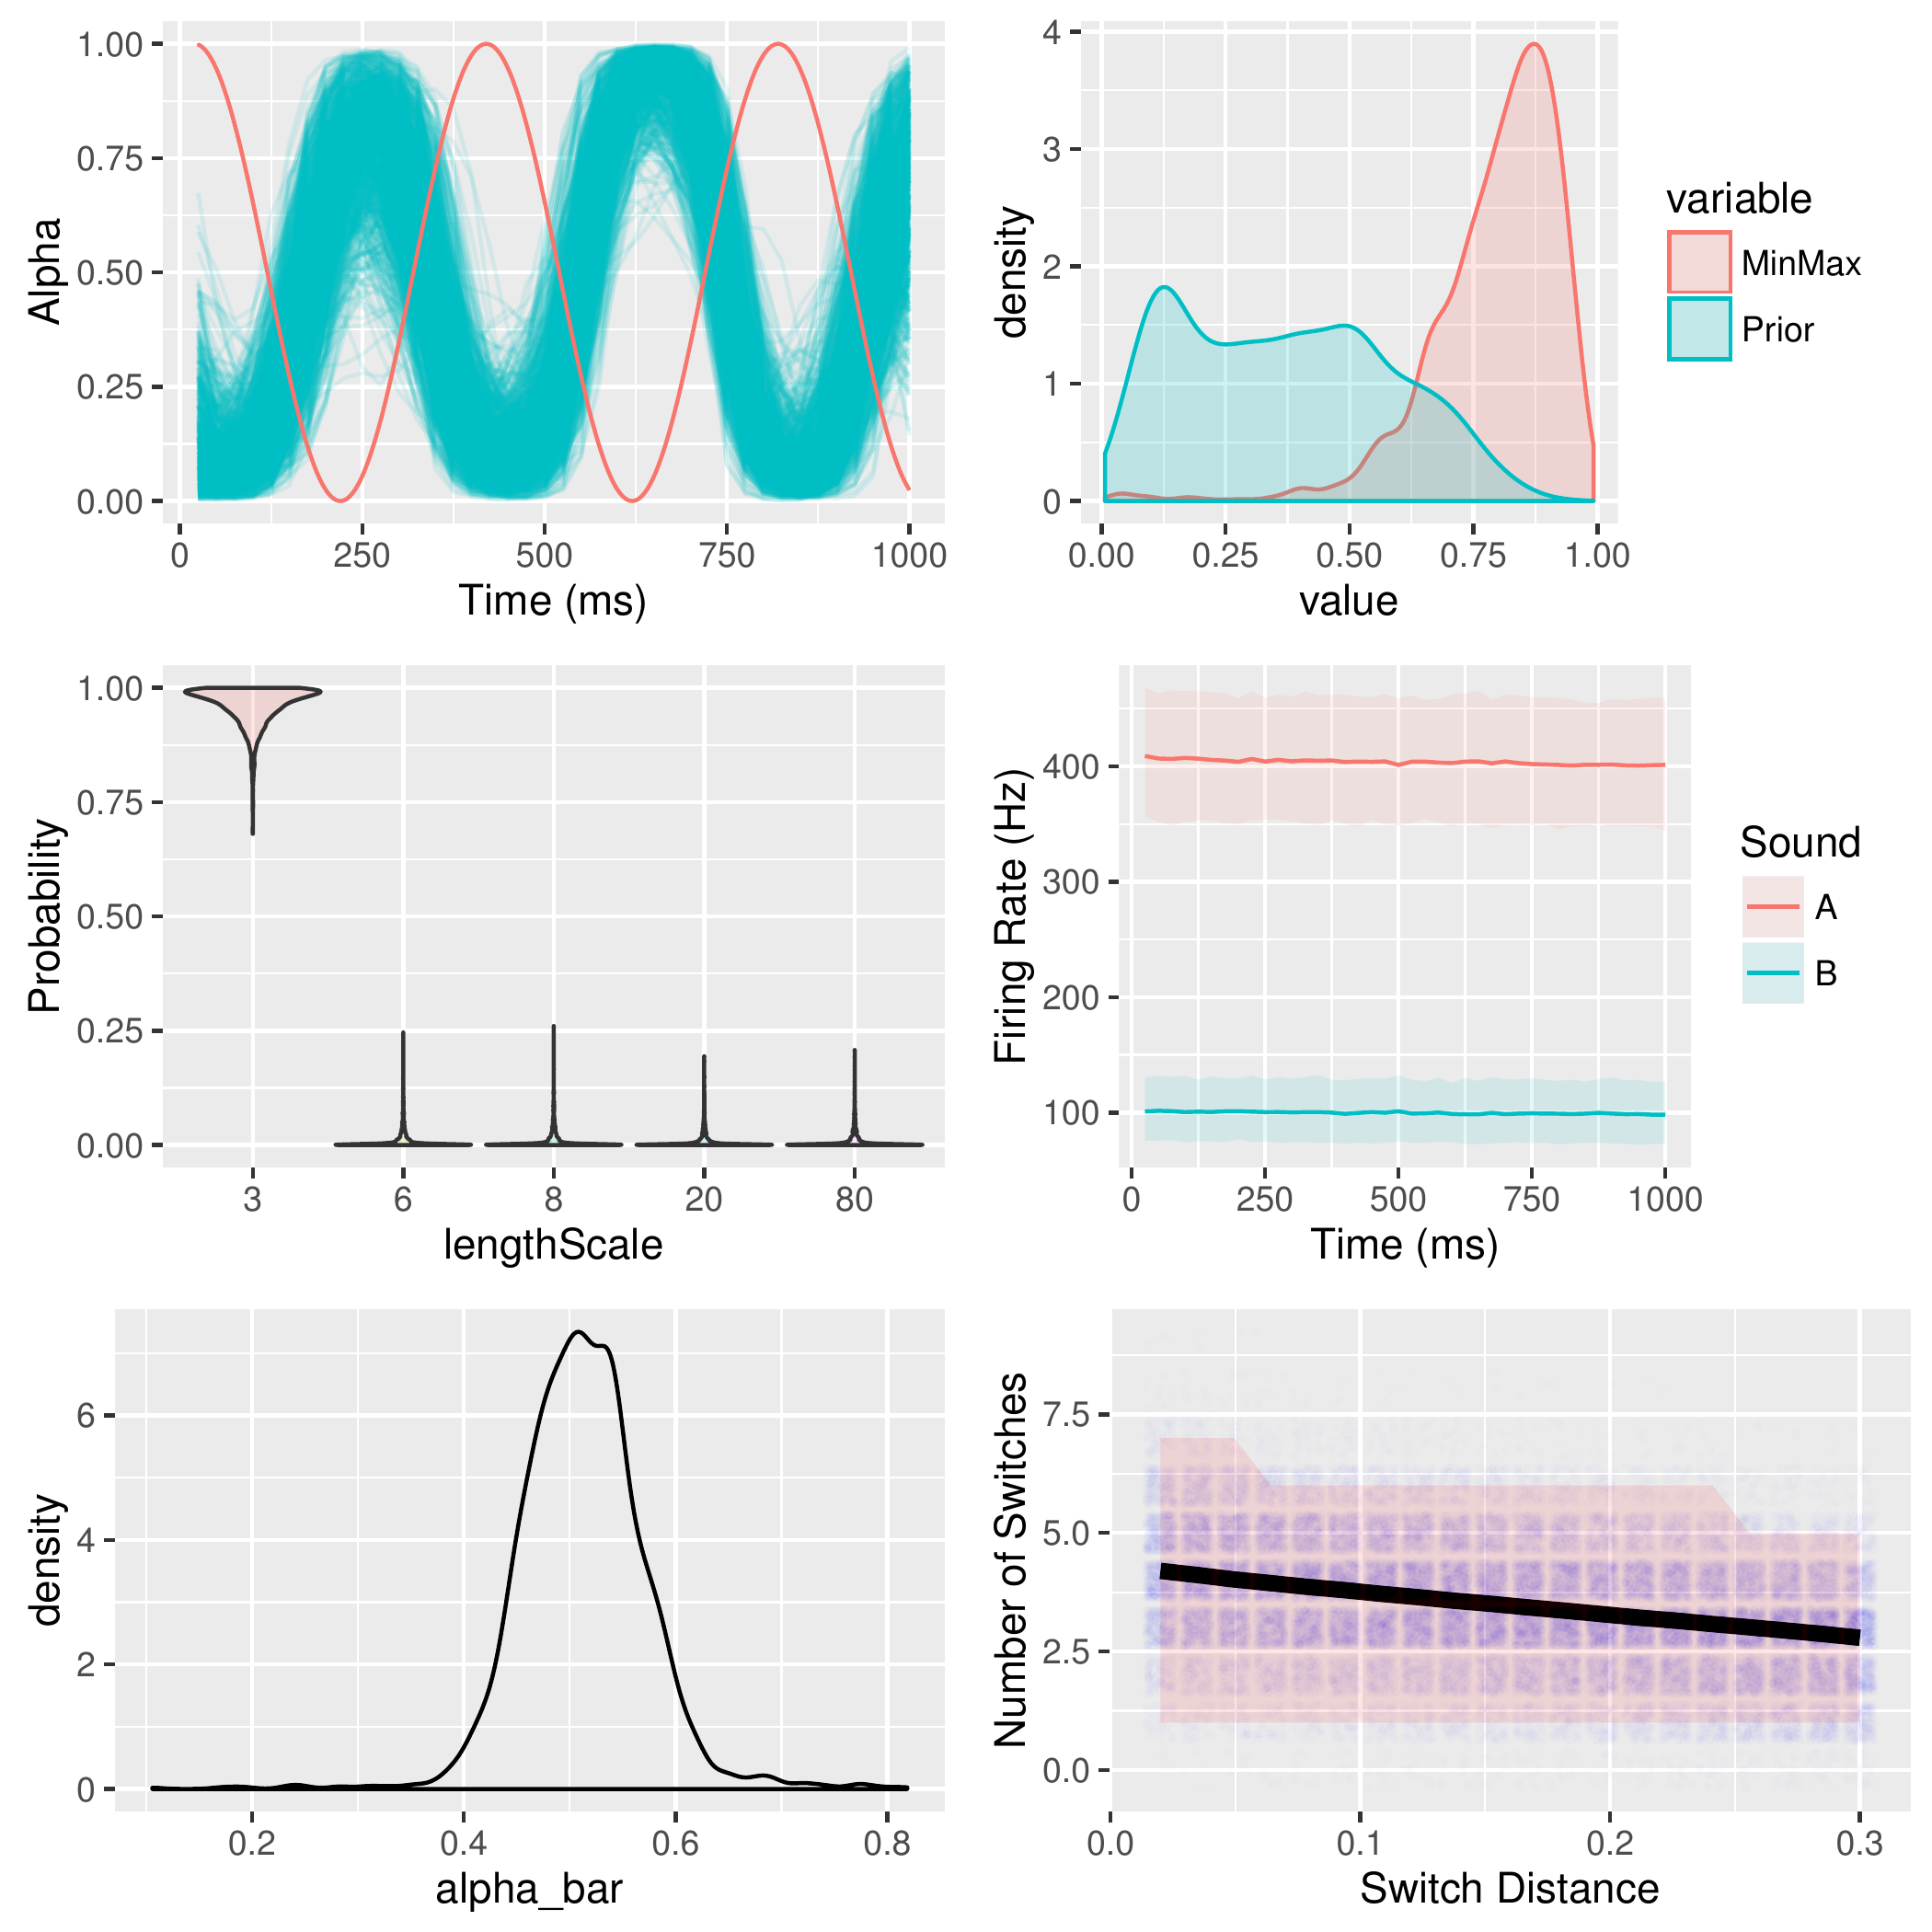 Alpha
1.00
0.75
0.50
0.25
0.00
0 250 500 750 1000
Time (ms)
density
4
3
2
1
0
0.00 0.25 0.50 0.75 1.00
value
variable
MinMax
Prior
Probability
1.00
0.75
0.50
0.25
0.00
3 6 8 20 80
lengthScale
Firing Rate (Hz)
400
300
200
100
0 250 500 750 1000
Time (ms)
Sound
A
B
density
6
4
2
0
0.2 0.4 0.6 0.8
alpha_bar
Number of Switches
7.5
5.0
2.5
0.0
0.0 0.1 0.2 0.3
Switch Distance